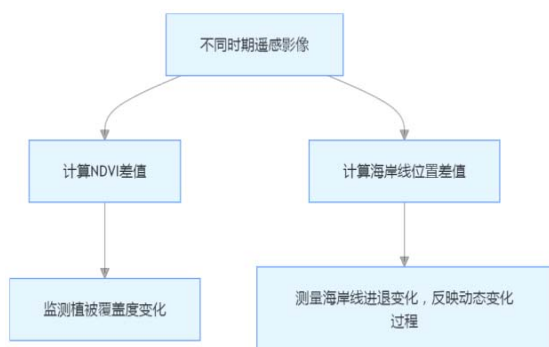 不同时期遥感影像
计算NDVI差值
计算海岸线位置差值
监测植被覆盖度变化
测量海岸线进退变化，反映动态变化
过程